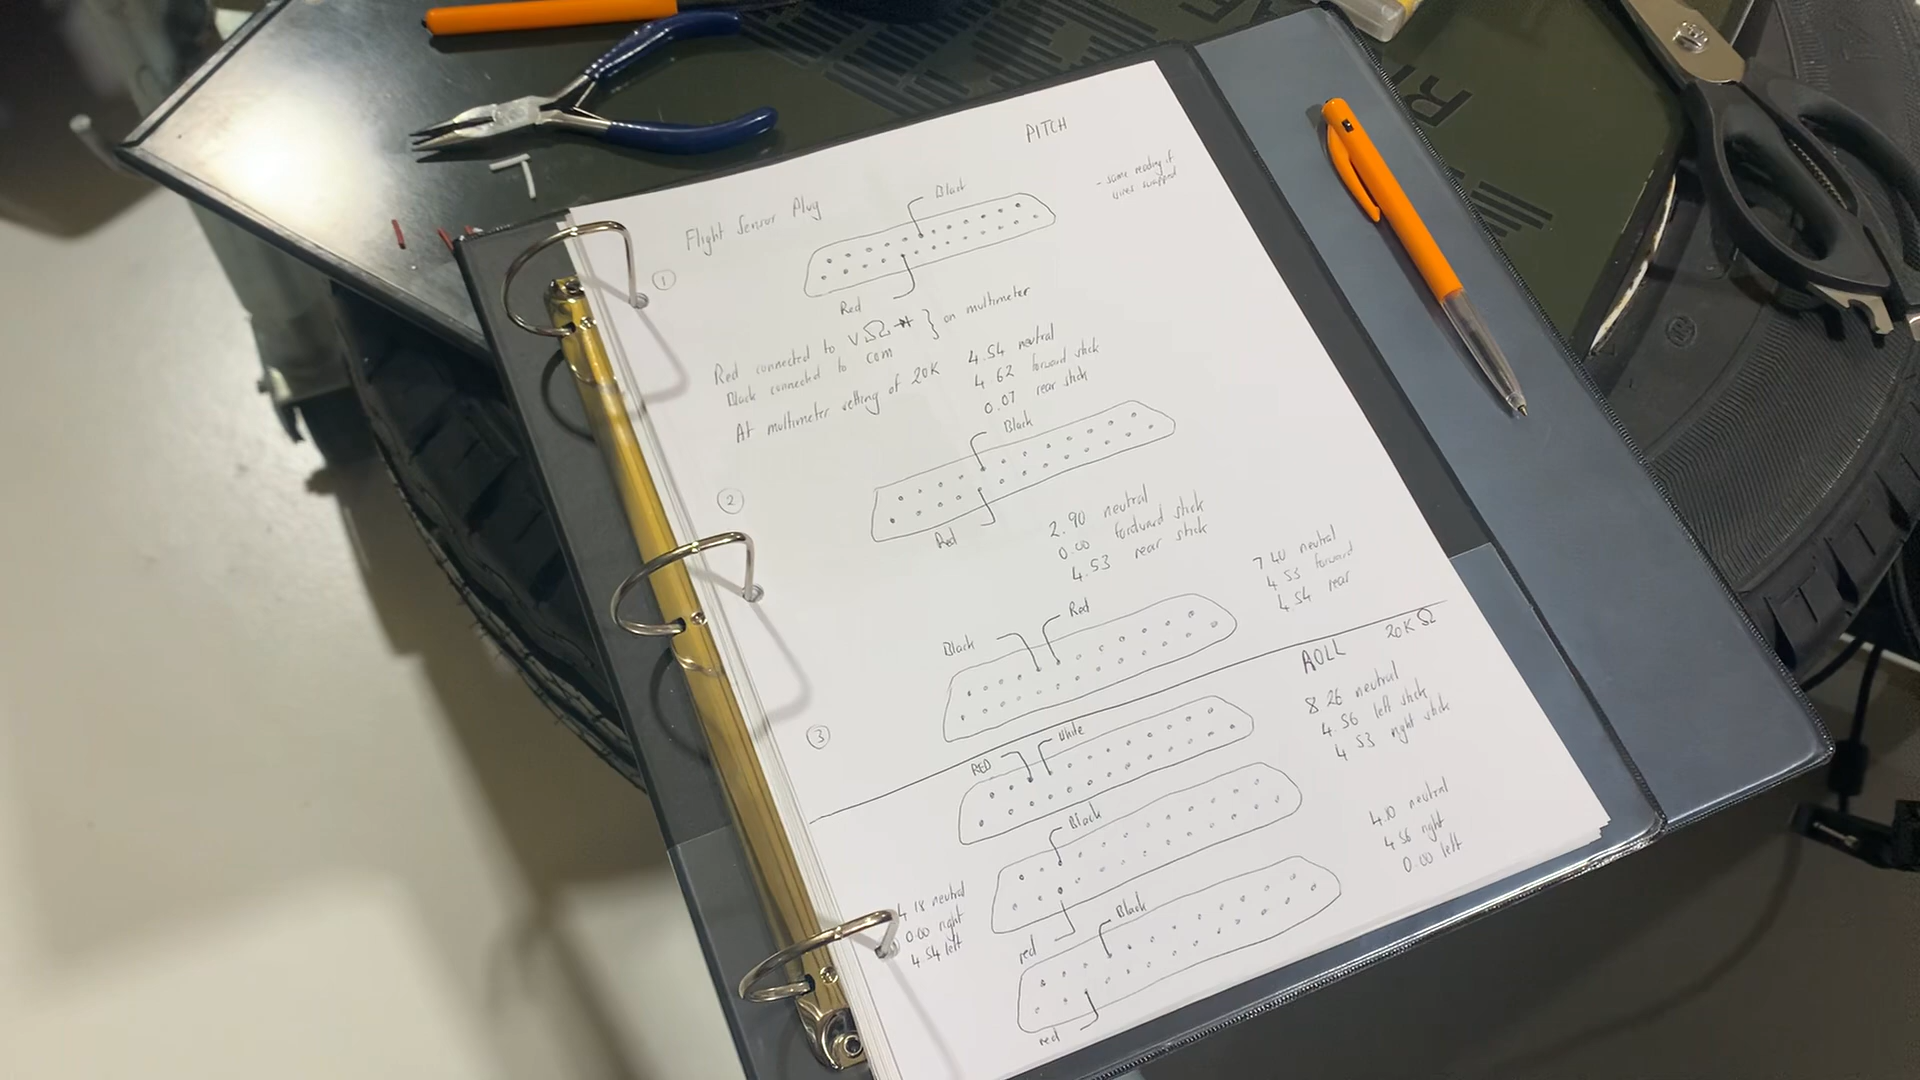 PITCH
Flight Sensor Plug
- same reading if
wires swapped
Black
1
Red
Red connected to VΩ } on multimeter
Black connected to com
At multimeter setting of 20K
4.54 neutral
4.62 forward stick
0.07 rear stick
Black
2
Red
2.90 neutral
0.00 forduard stick
4.53 rear stick
7 40 neutral
4 53 forward
4.54 rear
Black
Red
3
ROLL 20K Ω
8 26 neutral
4.56 left stick
4 53 right stick
RED
White
Black
red
4 18 neutral
0.00 right
4 54 left
4.10 neutral
4 56 right
0.00 left
Black
red